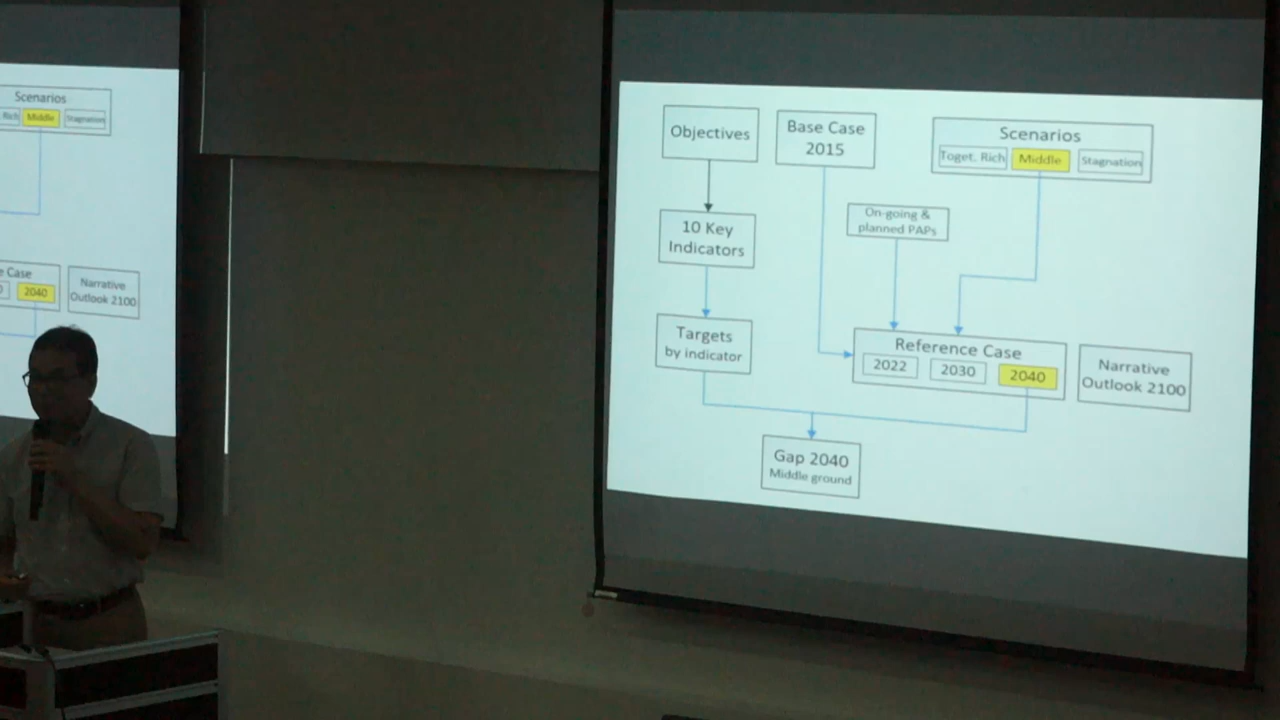 Scenarios
Rich Middle Stagnation
e Case
2040
Narrative
Outlook 2100
Objectives
Base Case
2015
Scenarios
Toget. Rich Middle Stagnation
On-going &
planned PAPs
10 Key
Indicators
Targets
by indicator
Reference Case
2022 2030 2040
Narrative
Outlook 2100
Gap 2040
Middle ground